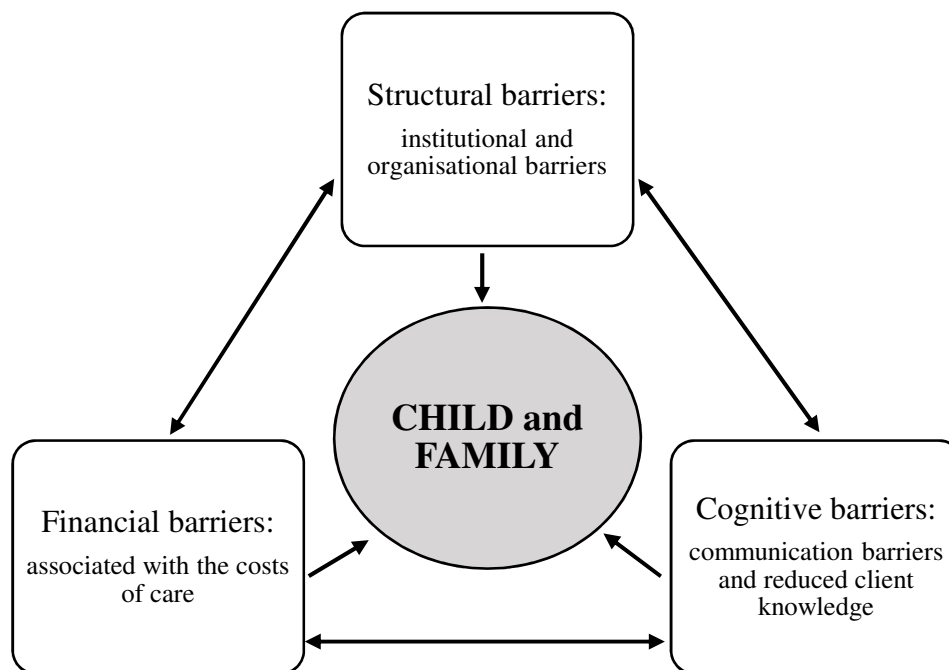 Structural barriers:
institutional and
organisational barriers
CHILD and
FAMILY
Financial barriers:
associated with the costs
of care
Cognitive barriers:
communication barriers
and reduced client
knowledge